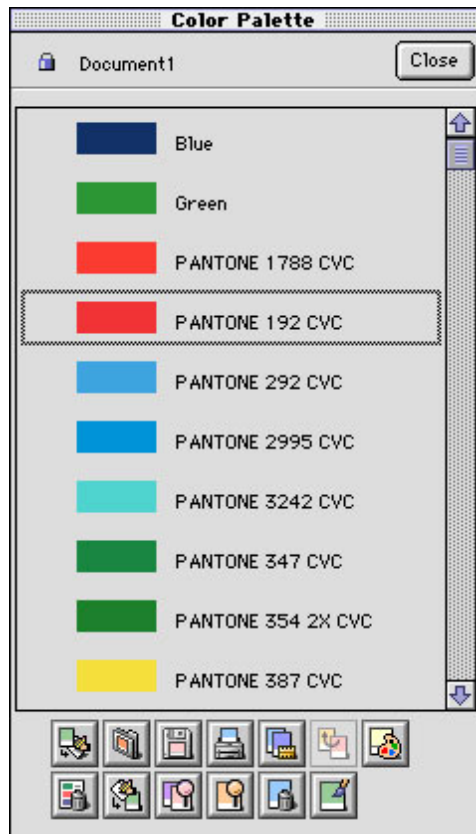 Color Palette
Document1
Close
Blue
Green
PANTONE 1788 CVC
PANTONE 192 CVC
PANTONE 292 CVC
PANTONE 2995 CVC
PANTONE 3242 CVC
PANTONE 347 CVC
PANTONE 354 2X CVC
PANTONE 387 CVC